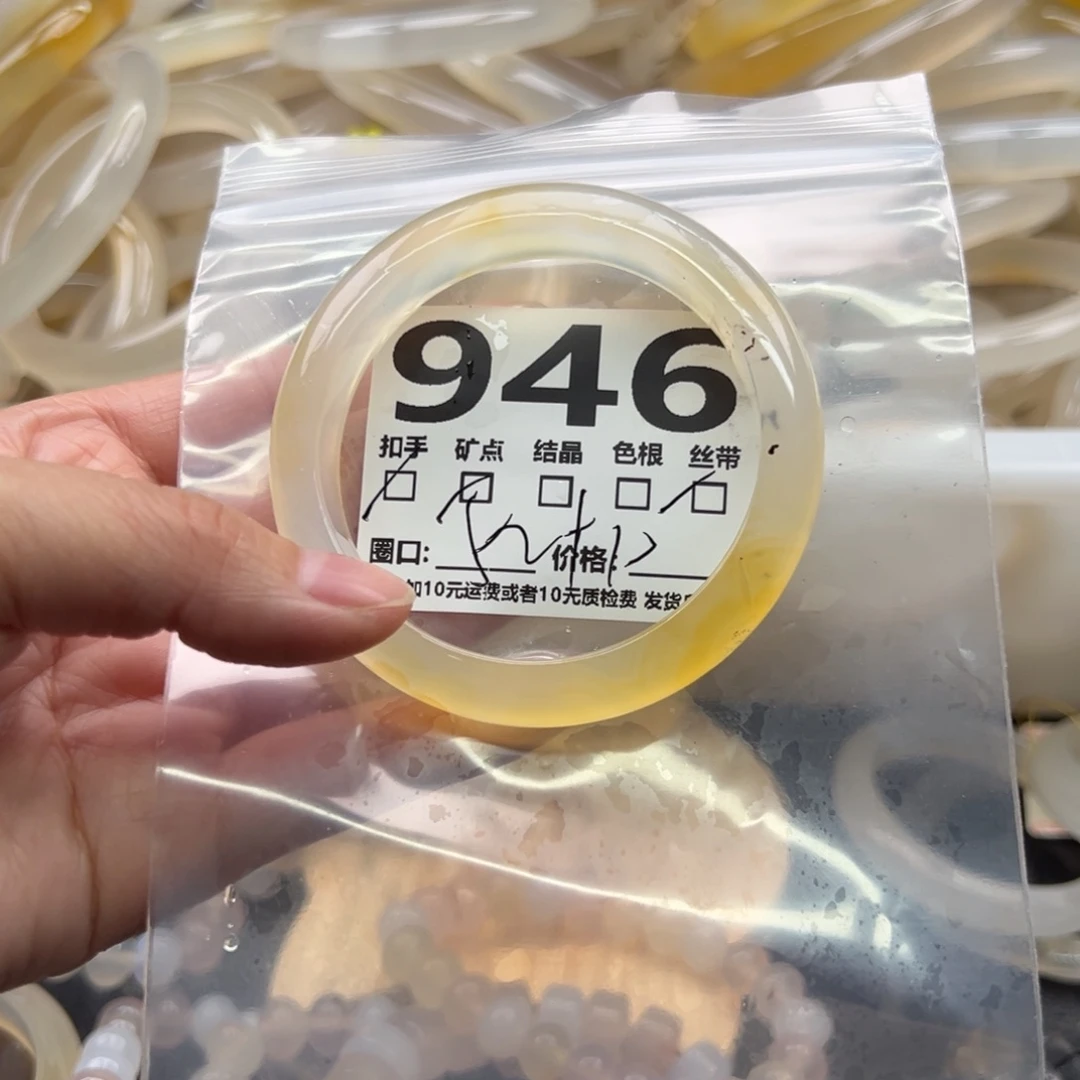 946
扣手 矿点 结晶 色根 丝带
圈口: 价格:
加10元运费或者10元质检费 发货